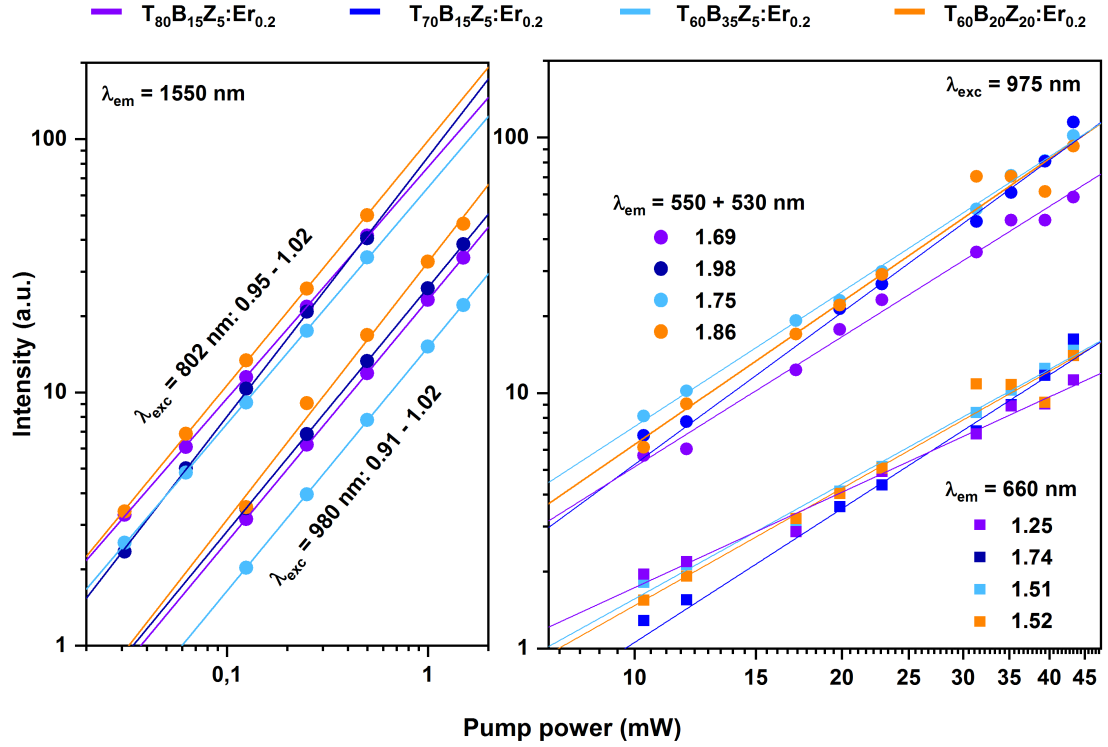 T80B15Z5:Er0.2 T70B15Z5:Er0.2 T60B35Z5:Er0.2 T60B20Z20:Er0.2
λem = 1550 nm
λexc = 802 nm: 0.95 - 1.02
λexc = 980 nm: 0.91 - 1.02
100
10
1
0,1 1
Intensity (a.u.)
λexc = 975 nm
λem = 550 + 530 nm
1.69
1.98
1.75
1.86
λem = 660 nm
1.25
1.74
1.51
1.52
100
10
1
10 15 20 25 30 35 40 45
Pump power (mW)